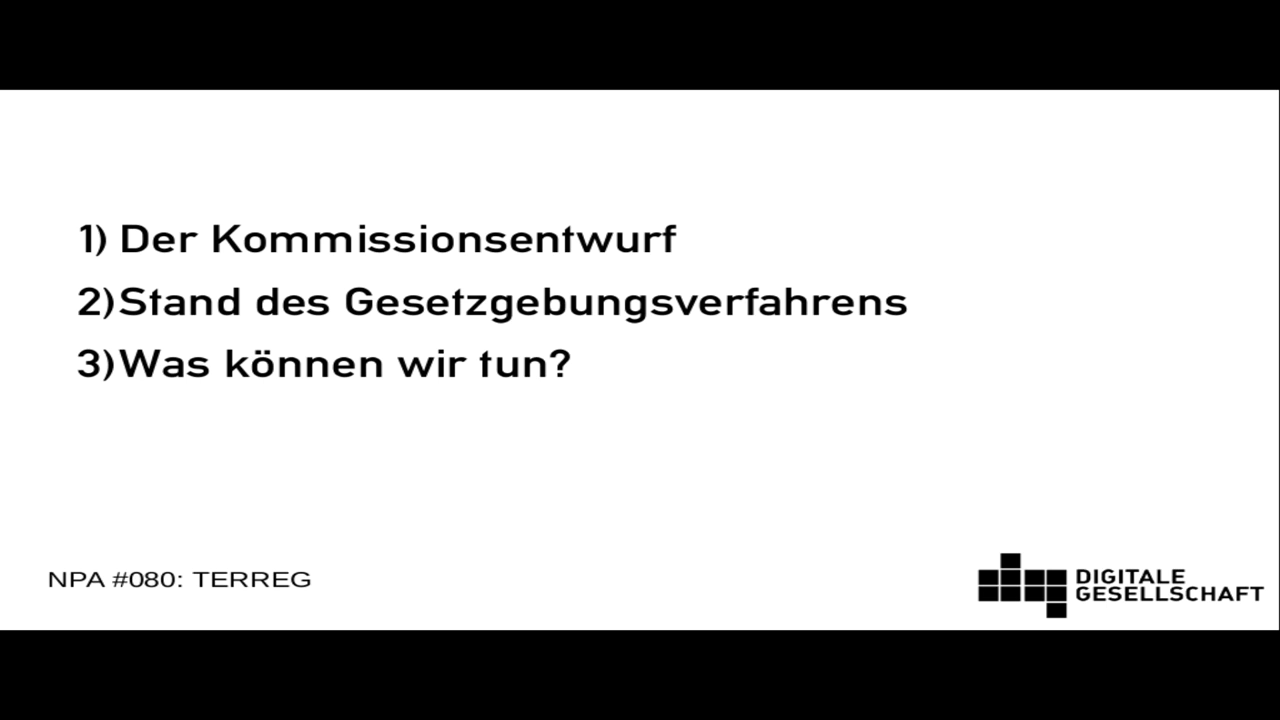 1) Der Kommissionsentwurf
2) Stand des Gesetzgebungsverfahrens
3) Was können wir tun?
NPA #080: TERREG
DIGITALE
GESELLSCHAFT